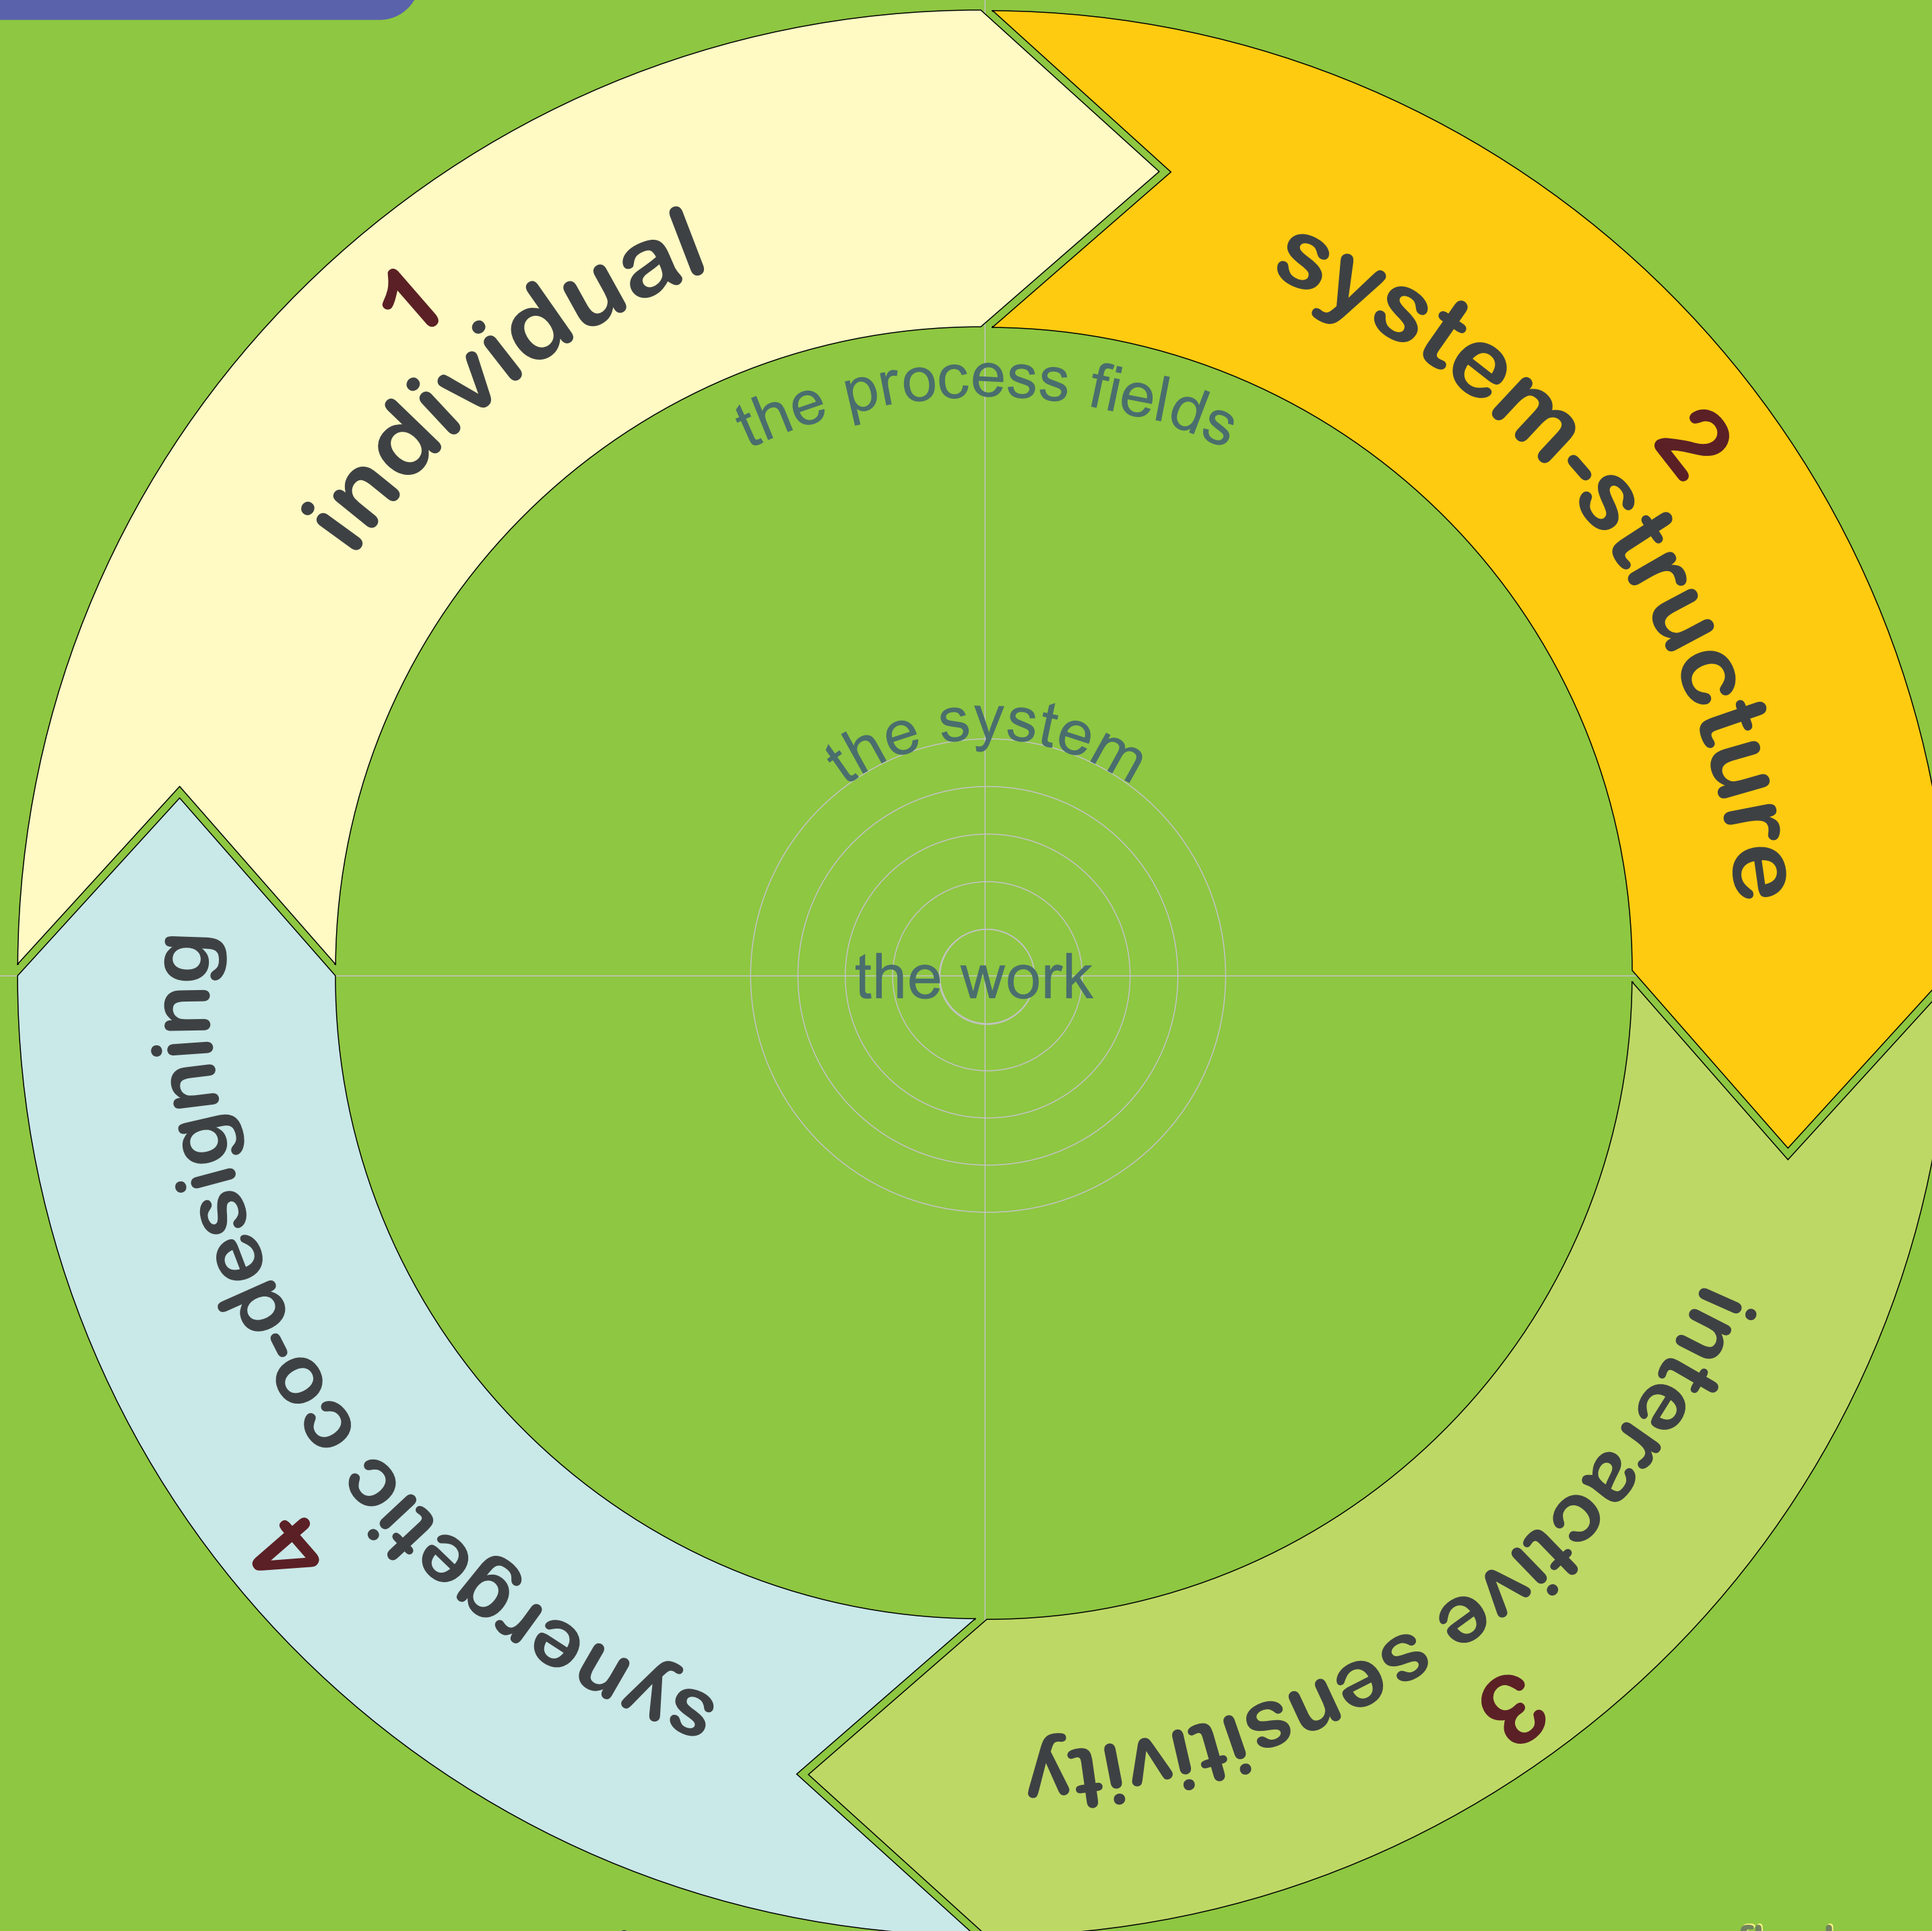 1
individual
system-structure
2
the process fields
the system
the work
interactive sensitivity
3
synergetic co-designing
4